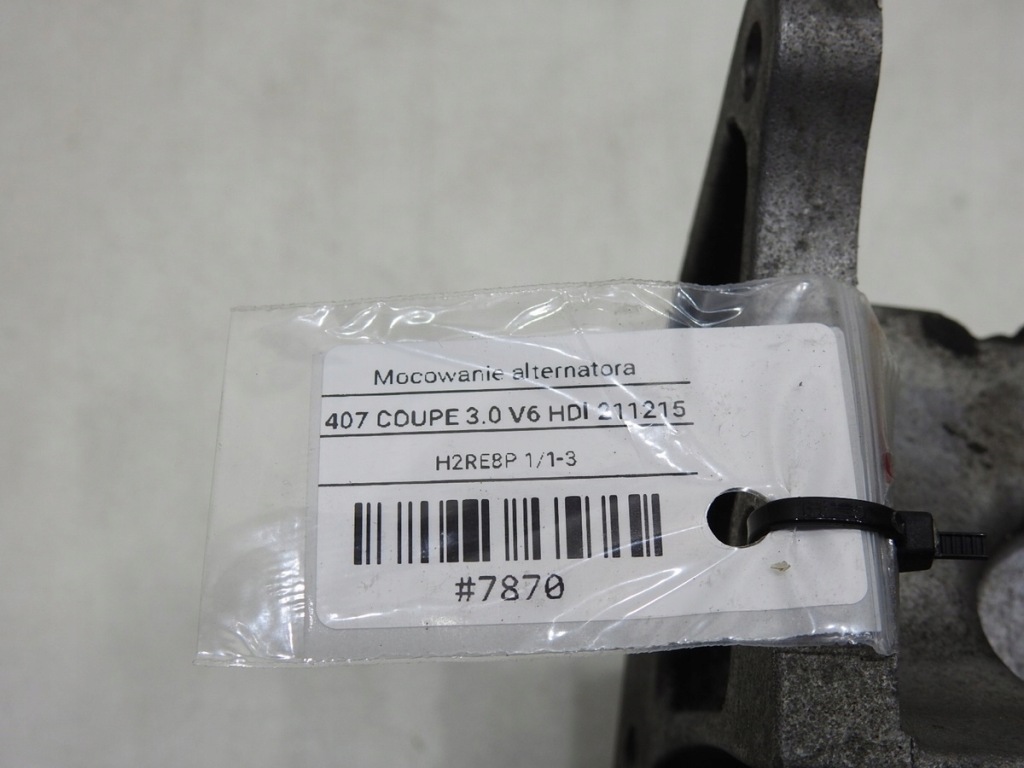 Mocowanie alternatora
407 COUPE 3.0 V6 HDI 211215
H2RE8P 1/1-3
#7870